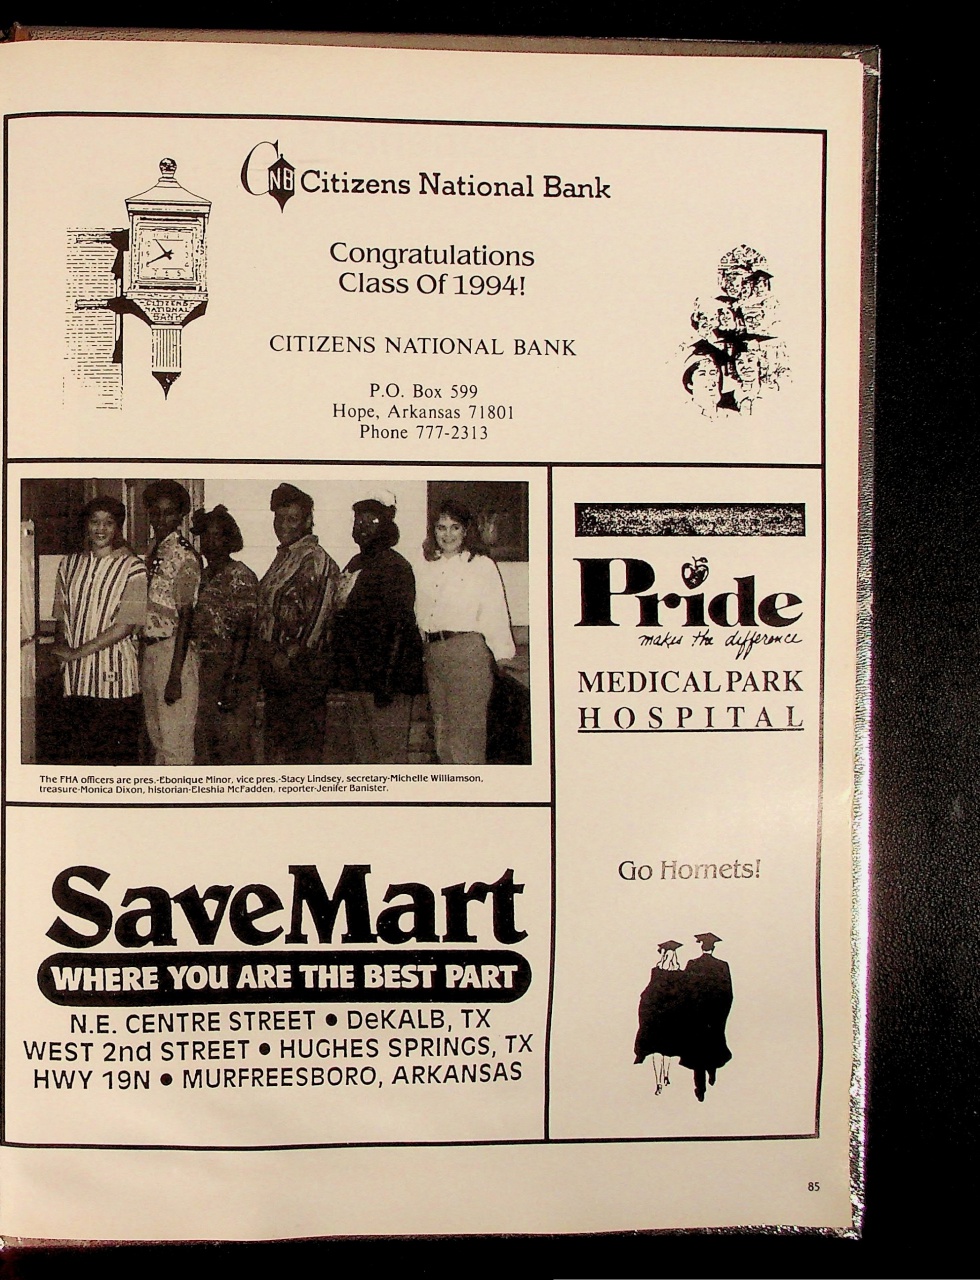 CNB Citizens National Bank
Congratulations
Class Of 1994!
CITIZENS NATIONAL BANK
P.O. Box 599
Hope, Arkansas 71801
Phone 777-2313
CITIZENS
NATIONAL
BANK
The FHA officers are pres.-Ebonique Minor, vice pres.-Stacy Lindsey, secretary-Michelle Williamson,
treasure-Monica Dixon, historian-Eleshia McFadden, reporter-Jenifer Banister.
Pride
makes the difference
MEDICAL PARK
HOSPITAL
Go Hornets!
SaveMart
WHERE YOU ARE THE BEST PART
N.E. CENTRE STREET • DeKALB, TX
WEST 2nd STREET • HUGHES SPRINGS, TX
HWY 19N • MURFREESBORO, ARKANSAS
85